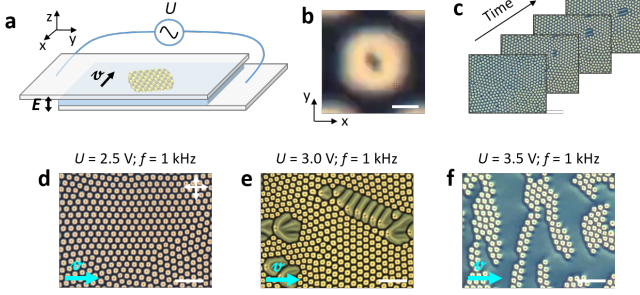 a
z
x
y
U
v
E
b
y
x
c
Time
U = 2.5 V; f = 1 kHz
U = 3.0 V; f = 1 kHz
U = 3.5 V; f = 1 kHz
d
e
f
v
v
v